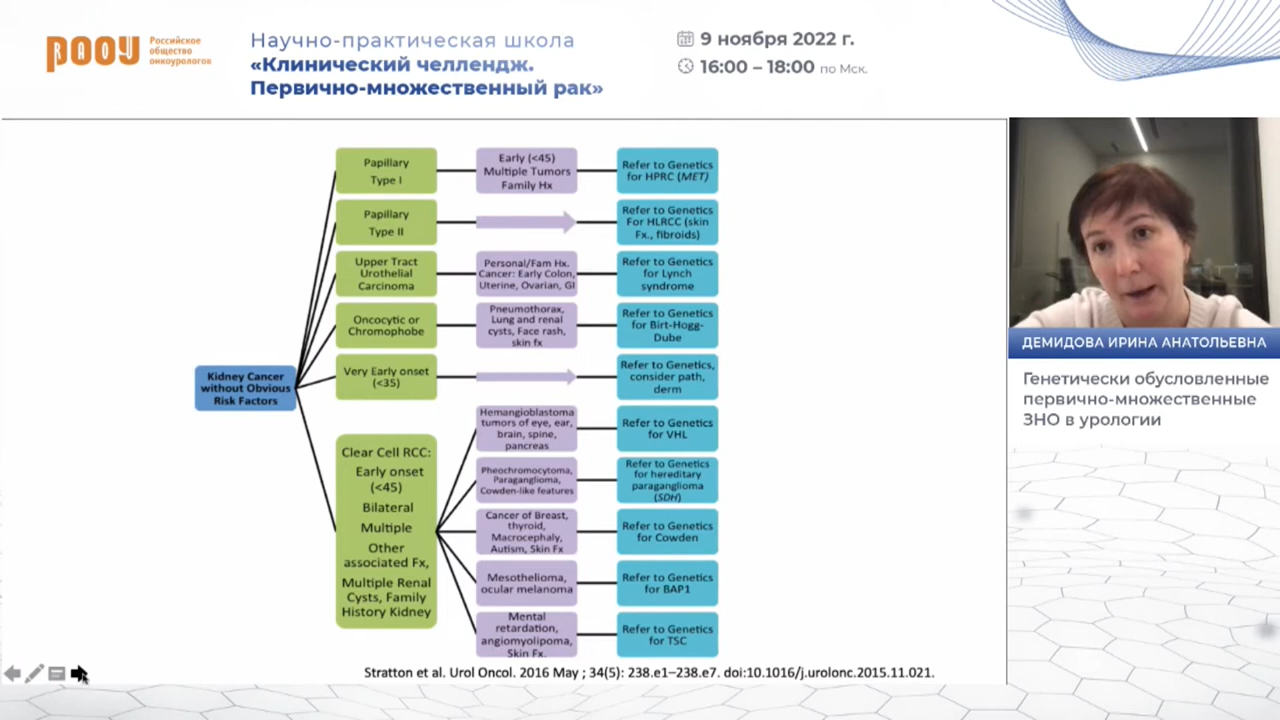 РАОУ
Российское
общество
онкоурологов
Научно-практическая школа
«Клинический челлендж.
Первично-множественный рак»
9 ноября 2022 г.
16:00 – 18:00 по Мск.
Kidney Cancer
without Obvious
Risk Factors
Papillary
Type I
Early (<45)
Multiple Tumors
Family Hx
Refer to Genetics
for HPRC (MET)
Papillary
Type II
Refer to Genetics
For HLRCC (skin
Fx., fibroids)
Upper Tract
Urothelial
Carcinoma
Personal/Fam Hx.
Cancer: Early Colon,
Uterine, Ovarian, GI
Refer to Genetics
for Lynch
syndrome
Oncocytic or
Chromophobe
Pneumothorax,
Lung and renal
cysts, Face rash,
skin fx
Refer to Genetics
for Birt-Hogg-
Dube
Very Early onset
(<35)
Refer to Genetics,
consider path,
derm
Clear Cell RCC:
Early onset
(<45)
Bilateral
Multiple
Other
associated Fx,
Multiple Renal
Cysts, Family
History Kidney
Hemangioblastoma
tumors of eye, ear,
brain, spine,
pancreas
Refer to Genetics
for VHL
Pheochromocytoma,
Paraganglioma,
Cowden-like features
Refer to Genetics
for hereditary
paraganglioma
(SDH)
Cancer of Breast,
thyroid,
Macrocephaly,
Autism, Skin Fx
Refer to Genetics
for Cowden
Mesothelioma,
ocular melanoma
Refer to Genetics
for BAP1
Mental
retardation,
angiomyolipoma,
Skin Fx.
Refer to Genetics
for TSC
Stratton et al. Urol Oncol. 2016 May ; 34(5): 238.e1–238.e7. doi:10.1016/j.urolonc.2015.11.021.
ДЕМИДОВА ИРИНА АНАТОЛЬЕВНА
Генетически обусловленные
первично-множественные
ЗНО в урологии